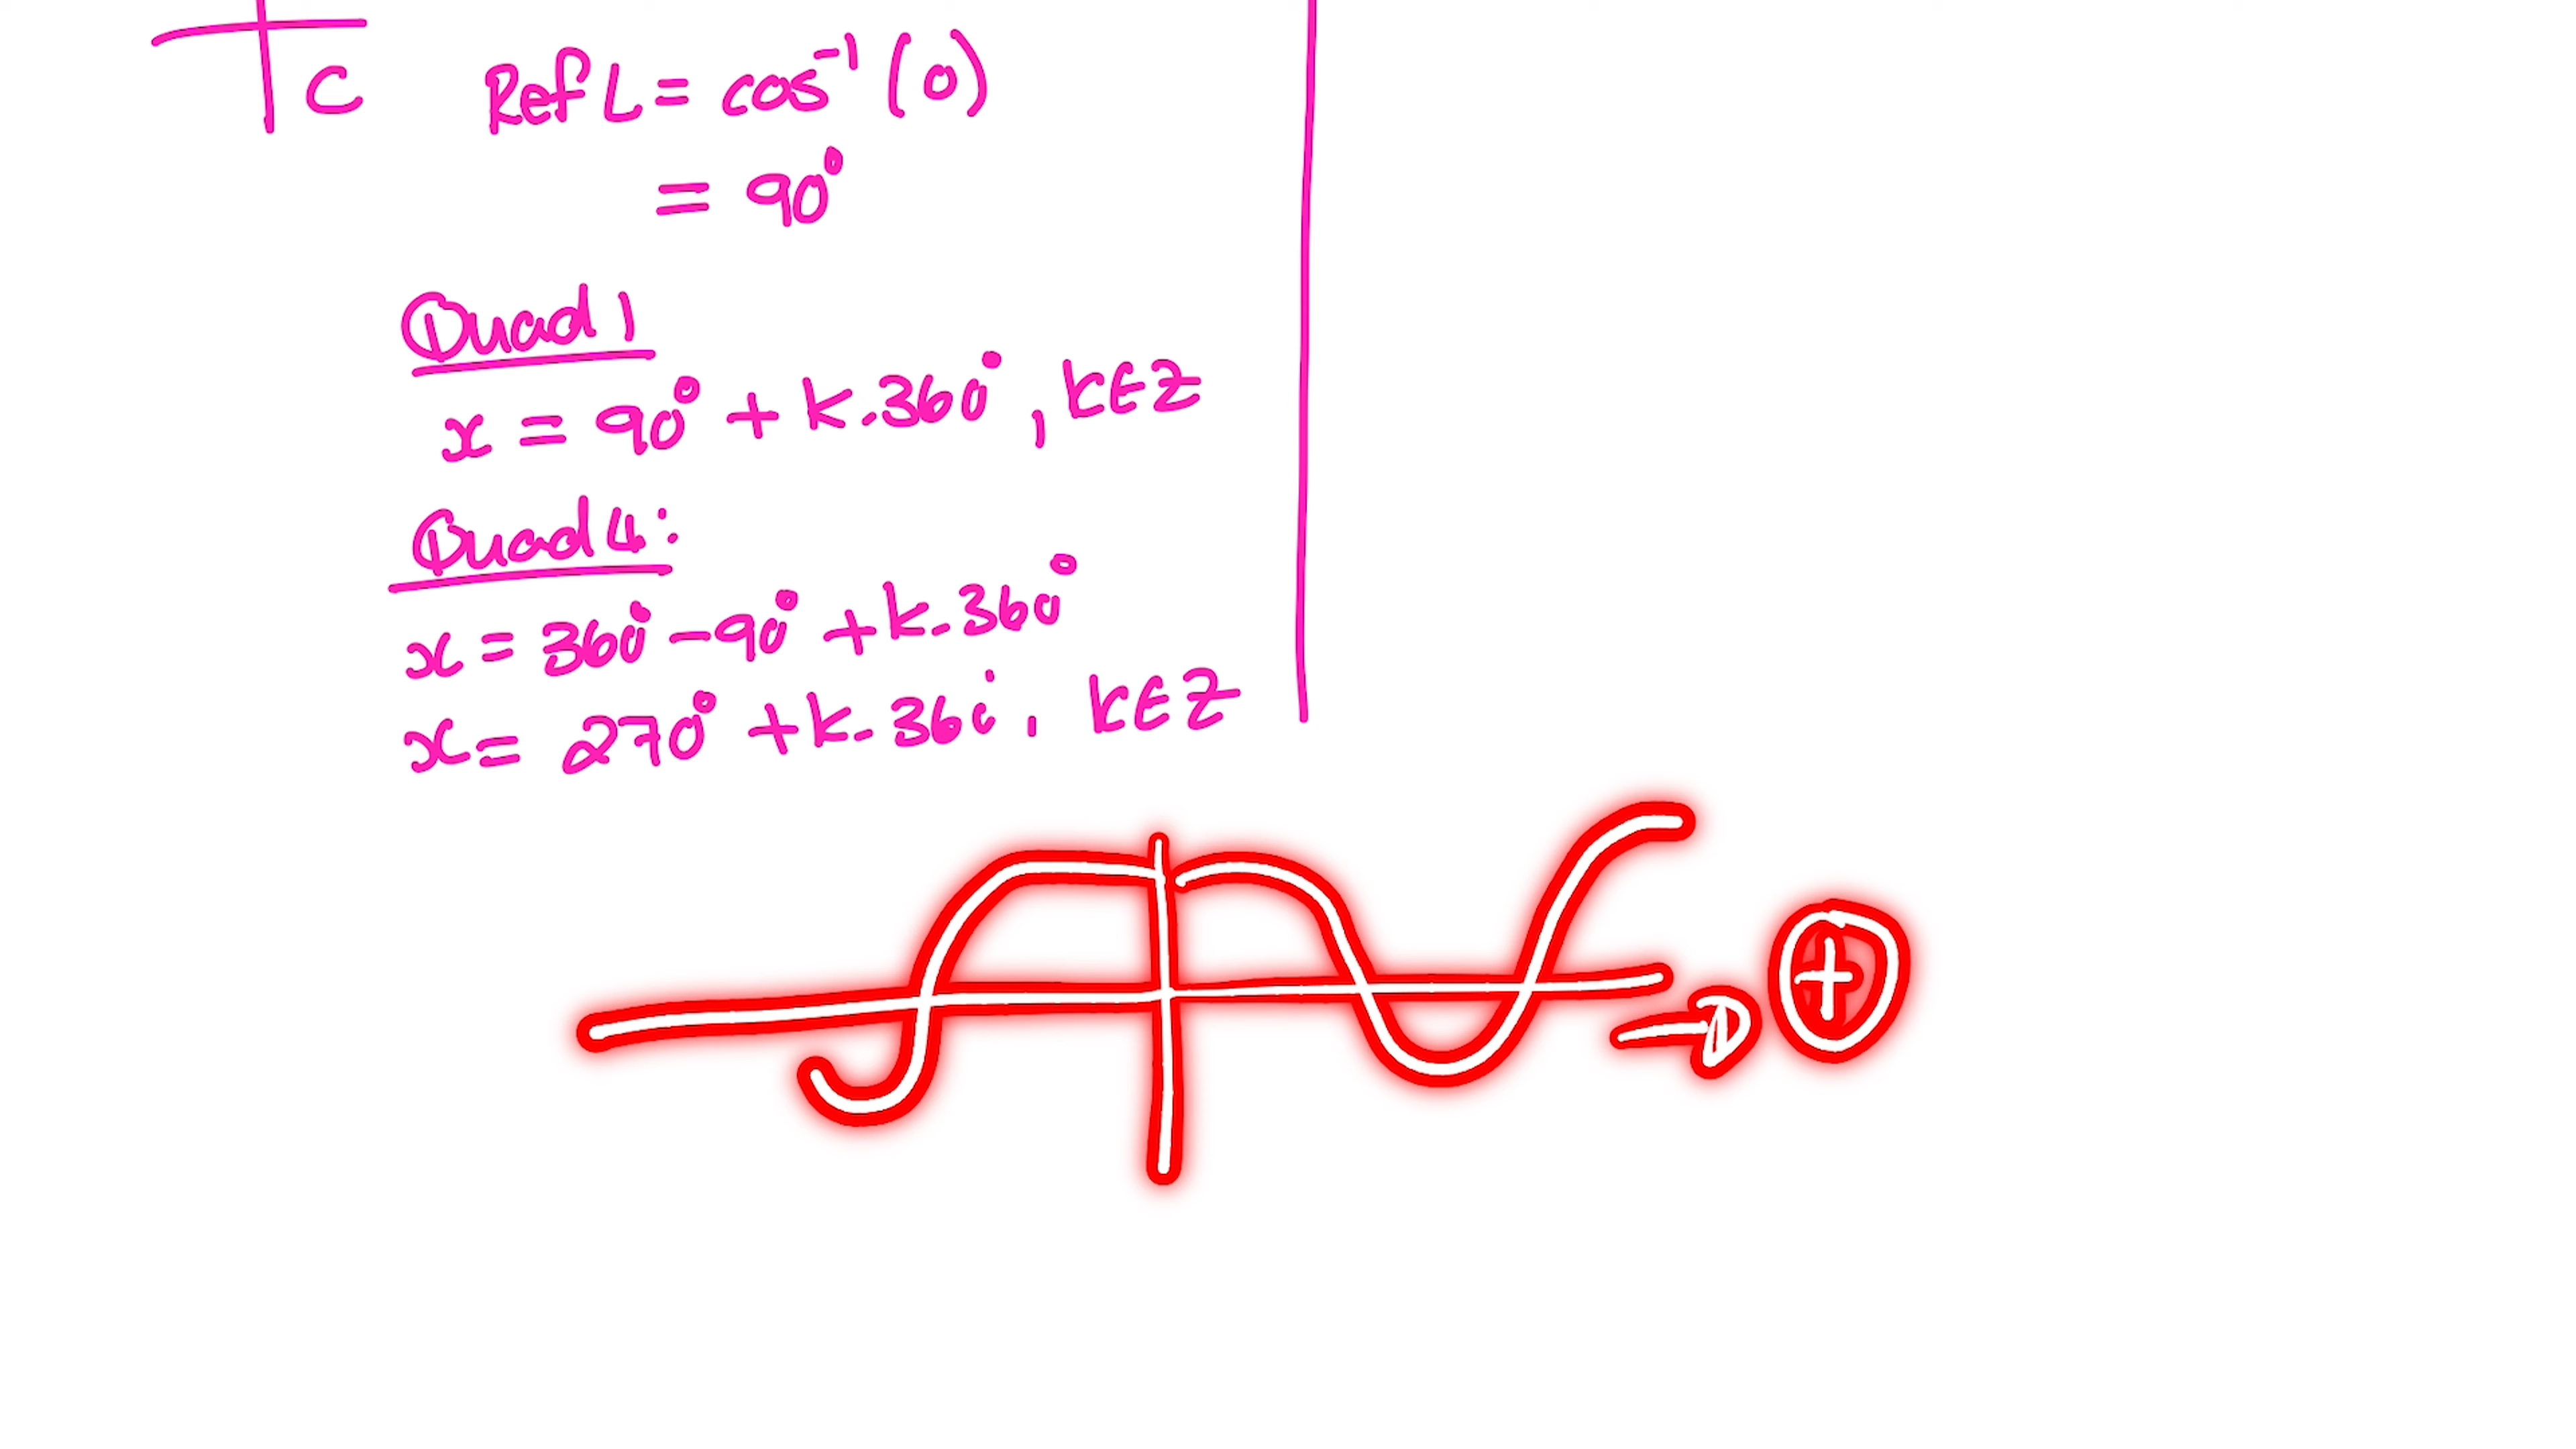 C
Ref∠ = cos⁻¹(0)
= 90°
Quad 1
x = 90° + k.360°, k∈Z
Quad 4:
x = 360° - 90° + k.360°
x = 270° + k.360°, k∈Z
→ +